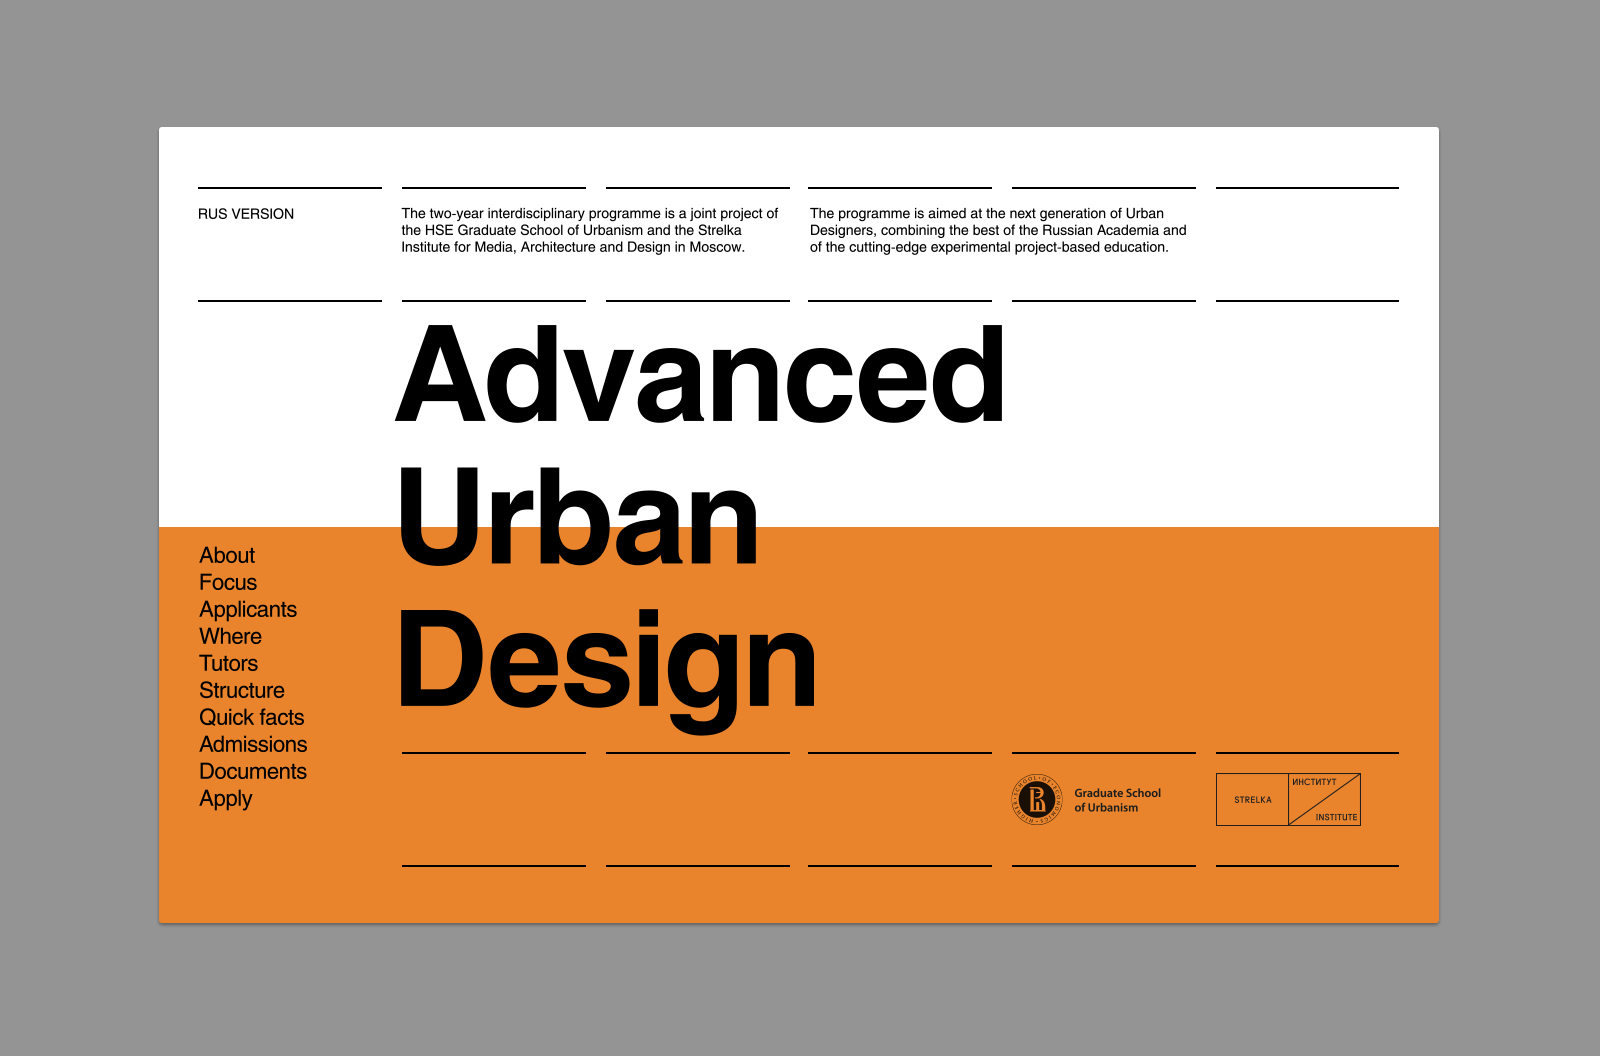 RUS VERSION
The two-year interdisciplinary programme is a joint project of
the HSE Graduate School of Urbanism and the Strelka
Institute for Media, Architecture and Design in Moscow.
The programme is aimed at the next generation of Urban
Designers, combining the best of the Russian Academia and
of the cutting-edge experimental project-based education.
Advanced
Urban
Design
About
Focus
Applicants
Where
Tutors
Structure
Quick facts
Admissions
Documents
Apply
HIGHER • SCHOOL • OF • ECONOMICS
Graduate School
of Urbanism
STRELKA
ИНСТИТУТ
INSTITUTE